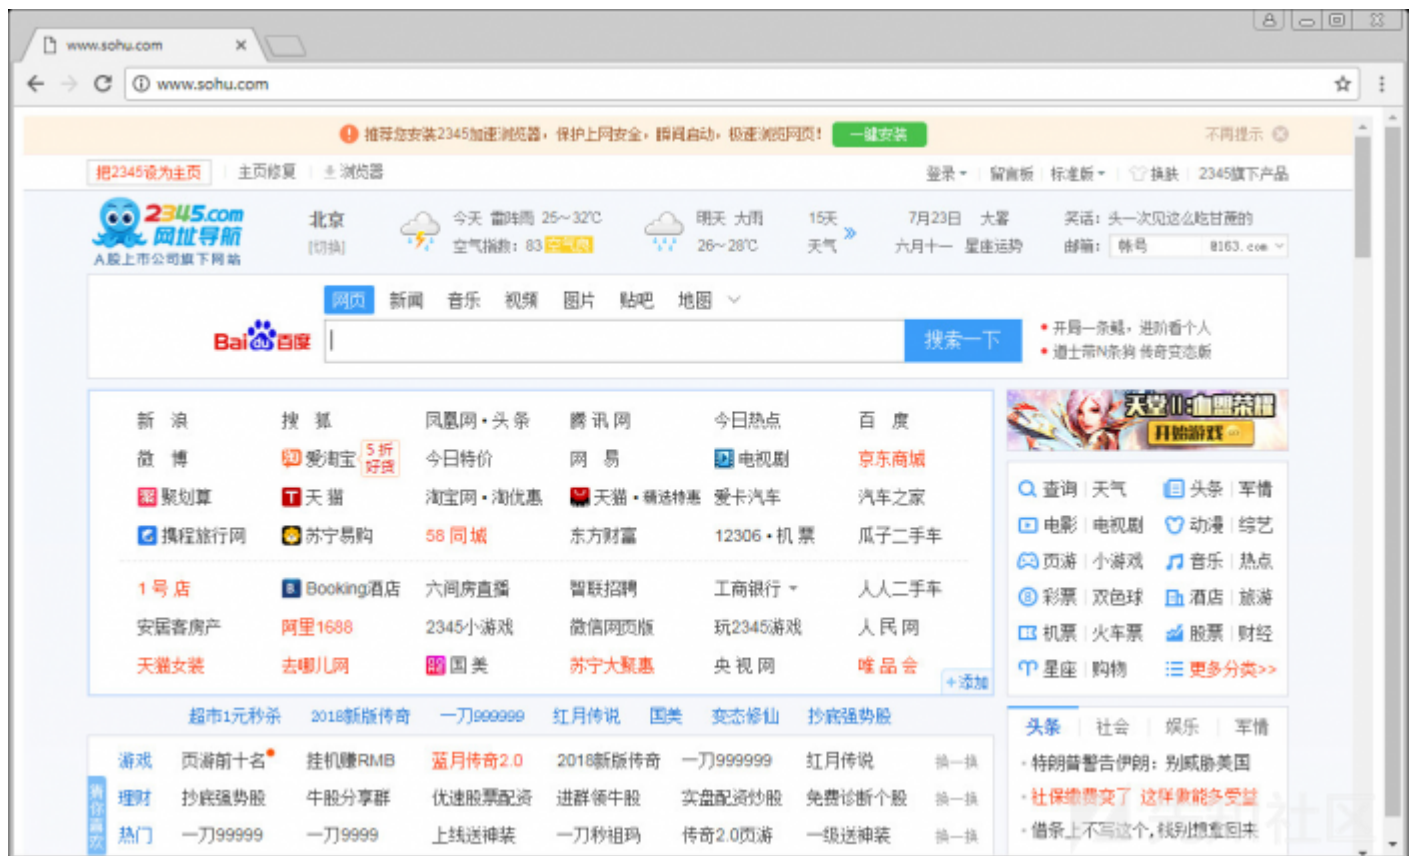 www.sohu.com
www.sohu.com
推荐您安装2345加速浏览器，保护上网安全，瞬间启动，极速浏览网页！ 一键安装 不再提示
把2345设为主页 主页修复 浏览器 登录 留言板 标准版 换肤 2345旗下产品
2345.com 北京 今天 雷阵雨 25～32℃ 明天 大雨 15天 7月23日 大暑 笑话：头一次见这么吃甘蔗的
网址导航 [切换] 空气指数：83 26～28℃ 天气 六月十一 星座运势 邮箱： 帐号 @163.com
A股上市公司旗下网站
网页 新闻 音乐 视频 图片 贴吧 地图
Bai du 百度 搜索一下
开局一条鲲，进阶看个人
道士带N条狗 传奇变态版
新浪 搜狐 凤凰网·头条 腾讯网 今日热点 百度
微博 爱淘宝 5折好货 今日特价 网易 电视剧 京东商城
聚划算 天猫 淘宝网·淘优惠 天猫·精选特惠 爱卡汽车 汽车之家
携程旅行网 苏宁易购 58同城 东方财富 12306·机票 瓜子二手车
1号店 Booking酒店 六间房直播 智联招聘 工商银行 人人二手车
安居客房产 阿里1688 2345小游戏 微信网页版 玩2345游戏 人民网
天猫女装 去哪儿网 国美 苏宁大聚惠 央视网 唯品会
+添加
天堂II:血盟荣耀
开始游戏
查询 天气 头条 军情
电影 电视剧 动漫 综艺
页游 小游戏 音乐 热点
彩票 双色球 酒店 旅游
机票 火车票 股票 财经
星座 购物 更多分类>>
超市1元秒杀 2018新版传奇 一刀999999 红月传说 国美 变态修仙 抄底强势股
头条 社会 娱乐 军情
特朗普警告伊朗：别威胁美国
社保缴费变了 这样做能多受益
借条上不写这个，钱别想愈回来
猜你喜欢
游戏 页游前十名 挂机赚RMB 蓝月传奇2.0 2018新版传奇 一刀999999 红月传说 换一换
理财 抄底强势股 牛股分享群 优速股票配资 进群领牛股 实盘配资炒股 免费诊断个股 换一换
热门 一刀99999 一刀9999 上线送神装 一刀秒祖玛 传奇2.0页游 一级送神装 换一换